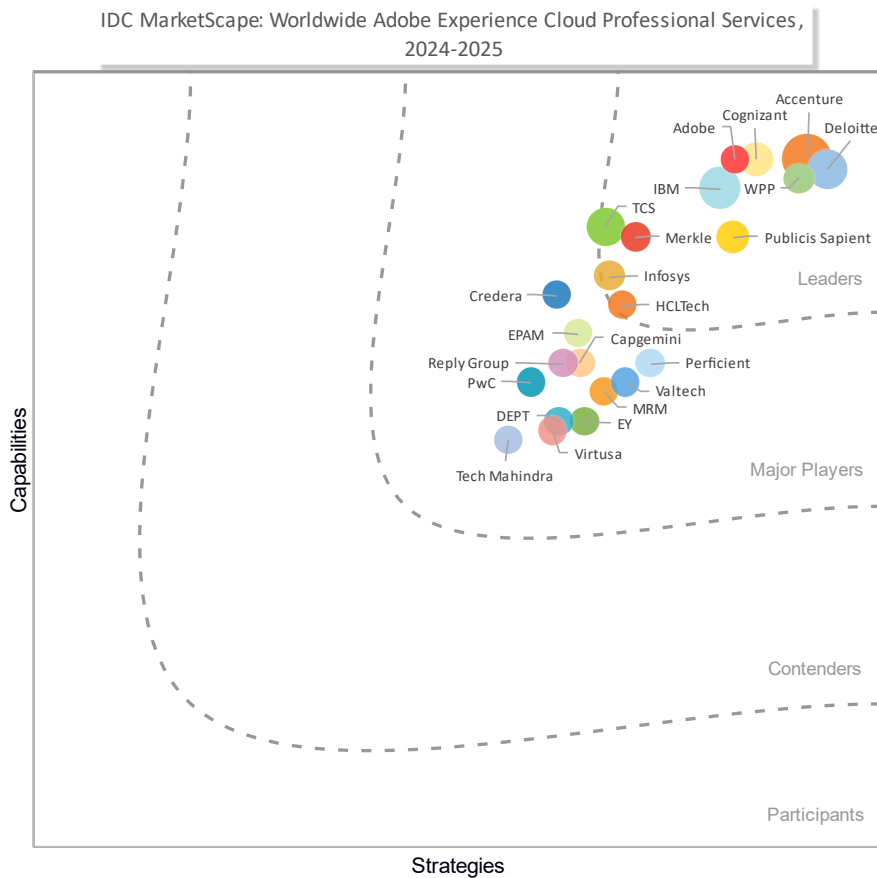 IDC MarketScape: Worldwide Adobe Experience Cloud Professional Services,
2024-2025
Accenture
Cognizant
Adobe
Deloitte
IBM
WPP
TCS
Merkle
Publicis Sapient
Infosys
Leaders
Credera
HCLTech
EPAM
Capgemini
Reply Group
Perficient
PwC
Valtech
MRM
DEPT
EY
Virtusa
Major Players
Tech Mahindra
Capabilities
Contenders
Participants
Strategies